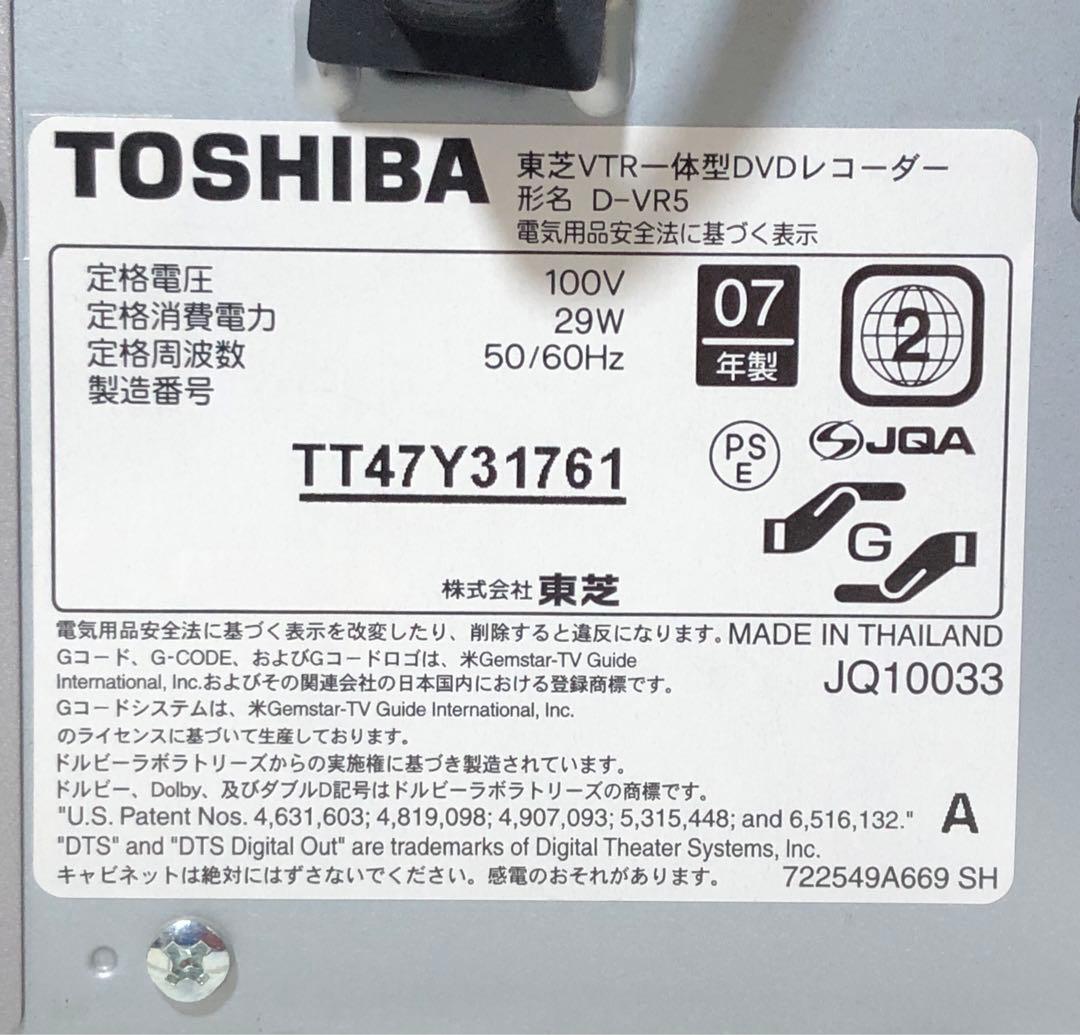 TOSHIBA
東芝VTR一体型DVDレコーダー
形名 D-VR5
電気用品安全法に基づく表示
定格電圧 100V
定格消費電力 29W
定格周波数 50/60Hz
製造番号
TT47Y31761
株式会社 東芝
07
年製
2
PS
E
JQA
G
電気用品安全法に基づく表示を改変したり、削除すると違反になります。MADE IN THAILAND
Gコード、G-CODE、およびGコードロゴは、米Gemstar-TV Guide
International, Inc.およびその関連会社の日本国内における登録商標です。
JQ10033
Gコードシステムは、米Gemstar-TV Guide International, Inc.
のライセンスに基づいて生産しております。
ドルビーラボラトリーズからの実施権に基づき製造されています。
ドルビー、Dolby、及びダブルD記号はドルビーラボラトリーズの商標です。
"U.S. Patent Nos. 4,631,603; 4,819,098; 4,907,093; 5,315,448; and 6,516,132."
A
"DTS" and "DTS Digital Out" are trademarks of Digital Theater Systems, Inc.
キャビネットは絶対にはずさないでください。感電のおそれがあります。 722549A669 SH